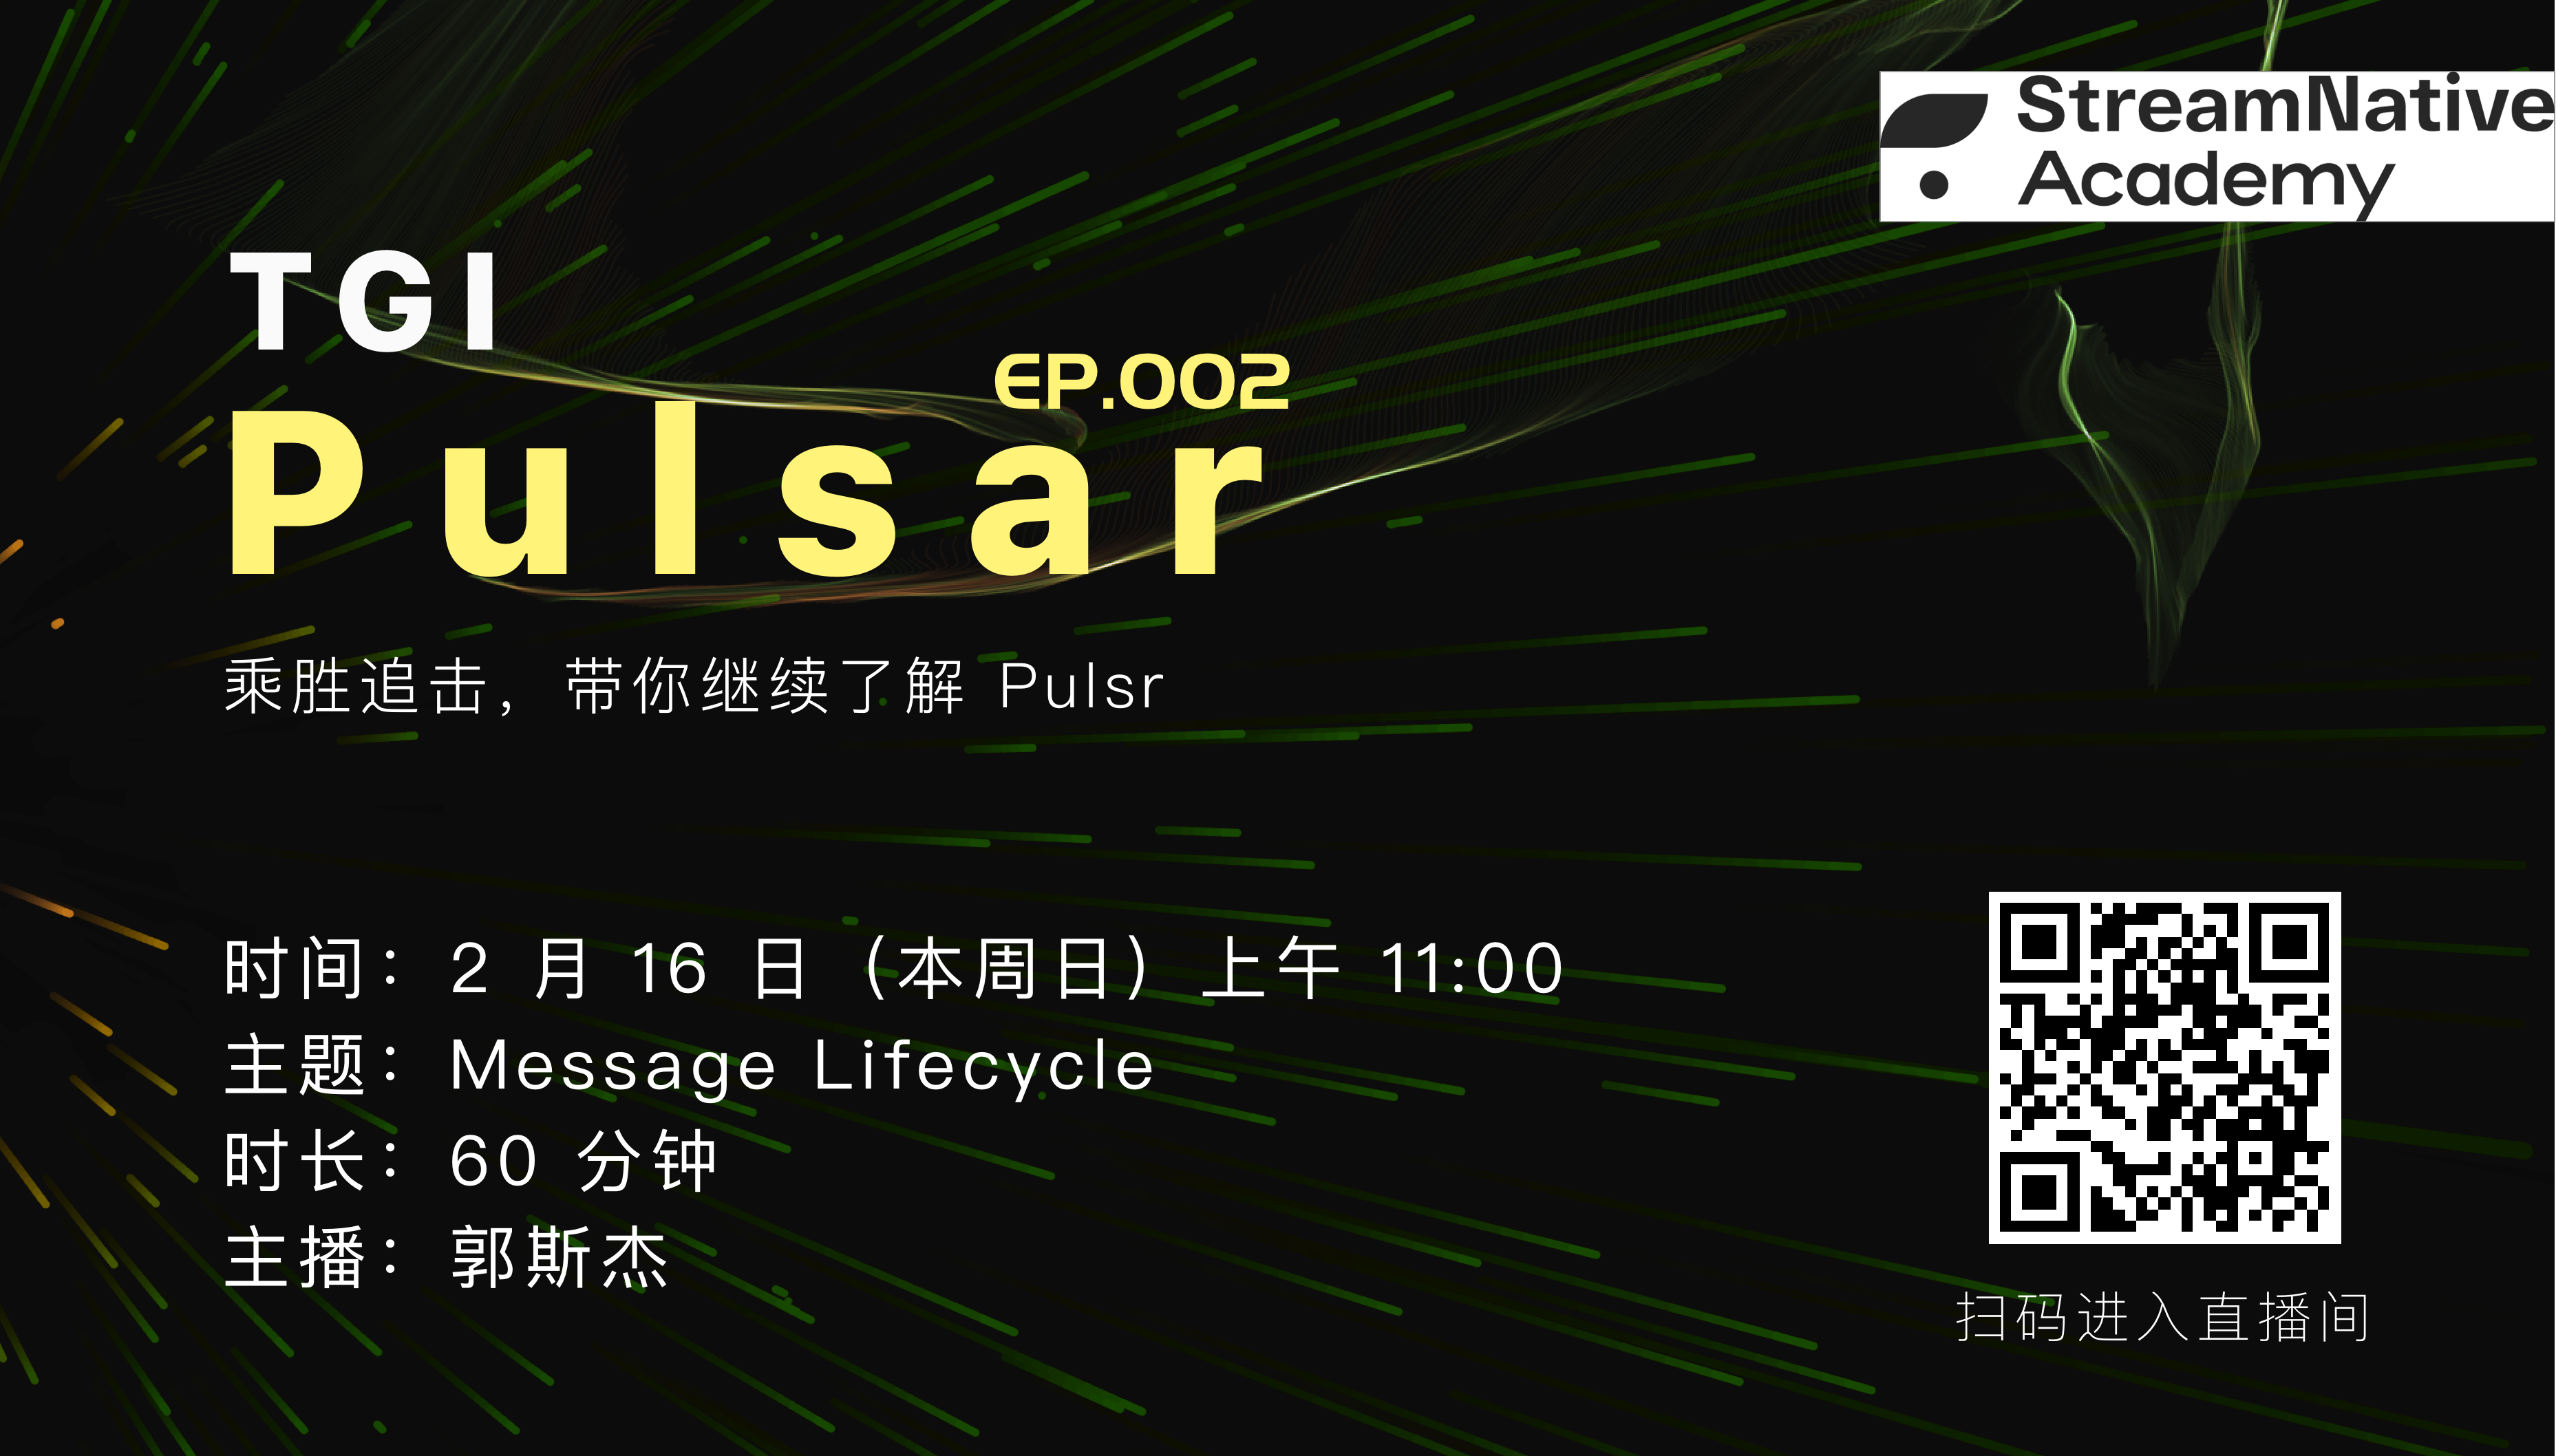 StreamNative
Academy
TGI
EP.002
Pulsar
乘胜追击，带你继续了解 Pulsr
时间：2 月 16 日（本周日）上午 11:00
主题：Message Lifecycle
时长：60 分钟
主播：郭斯杰
扫码进入直播间